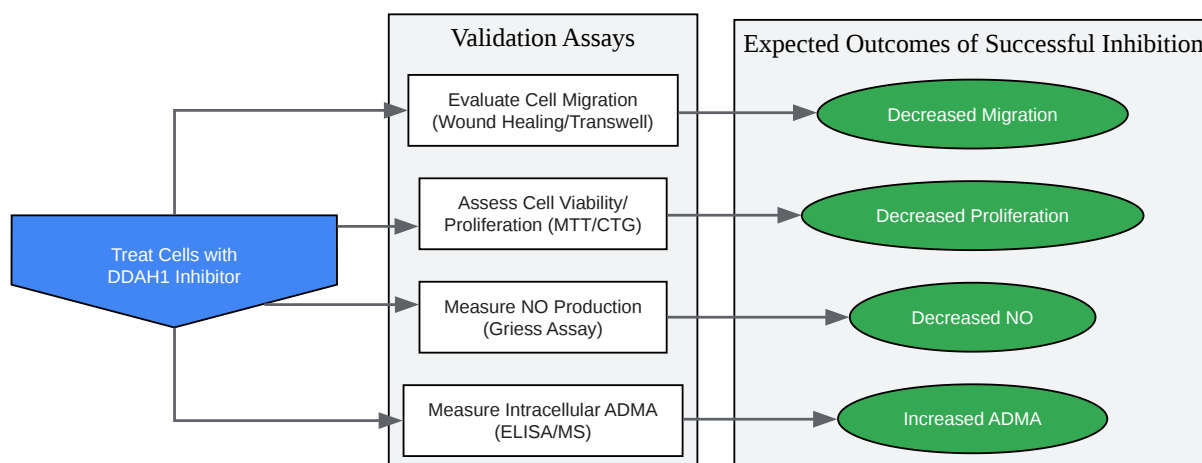 Validation Assays
Expected Outcomes of Successful Inhibition
Evaluate Cell Migration
(Wound Healing/Transwell)
Decreased Migration
Assess Cell Viability/
Proliferation (MTT/CTG)
Decreased Proliferation
Treat Cells with
DDAH1 Inhibitor
Measure NO Production
(Griess Assay)
Decreased NO
Measure Intracellular ADMA
(ELISA/MS)
Increased ADMA